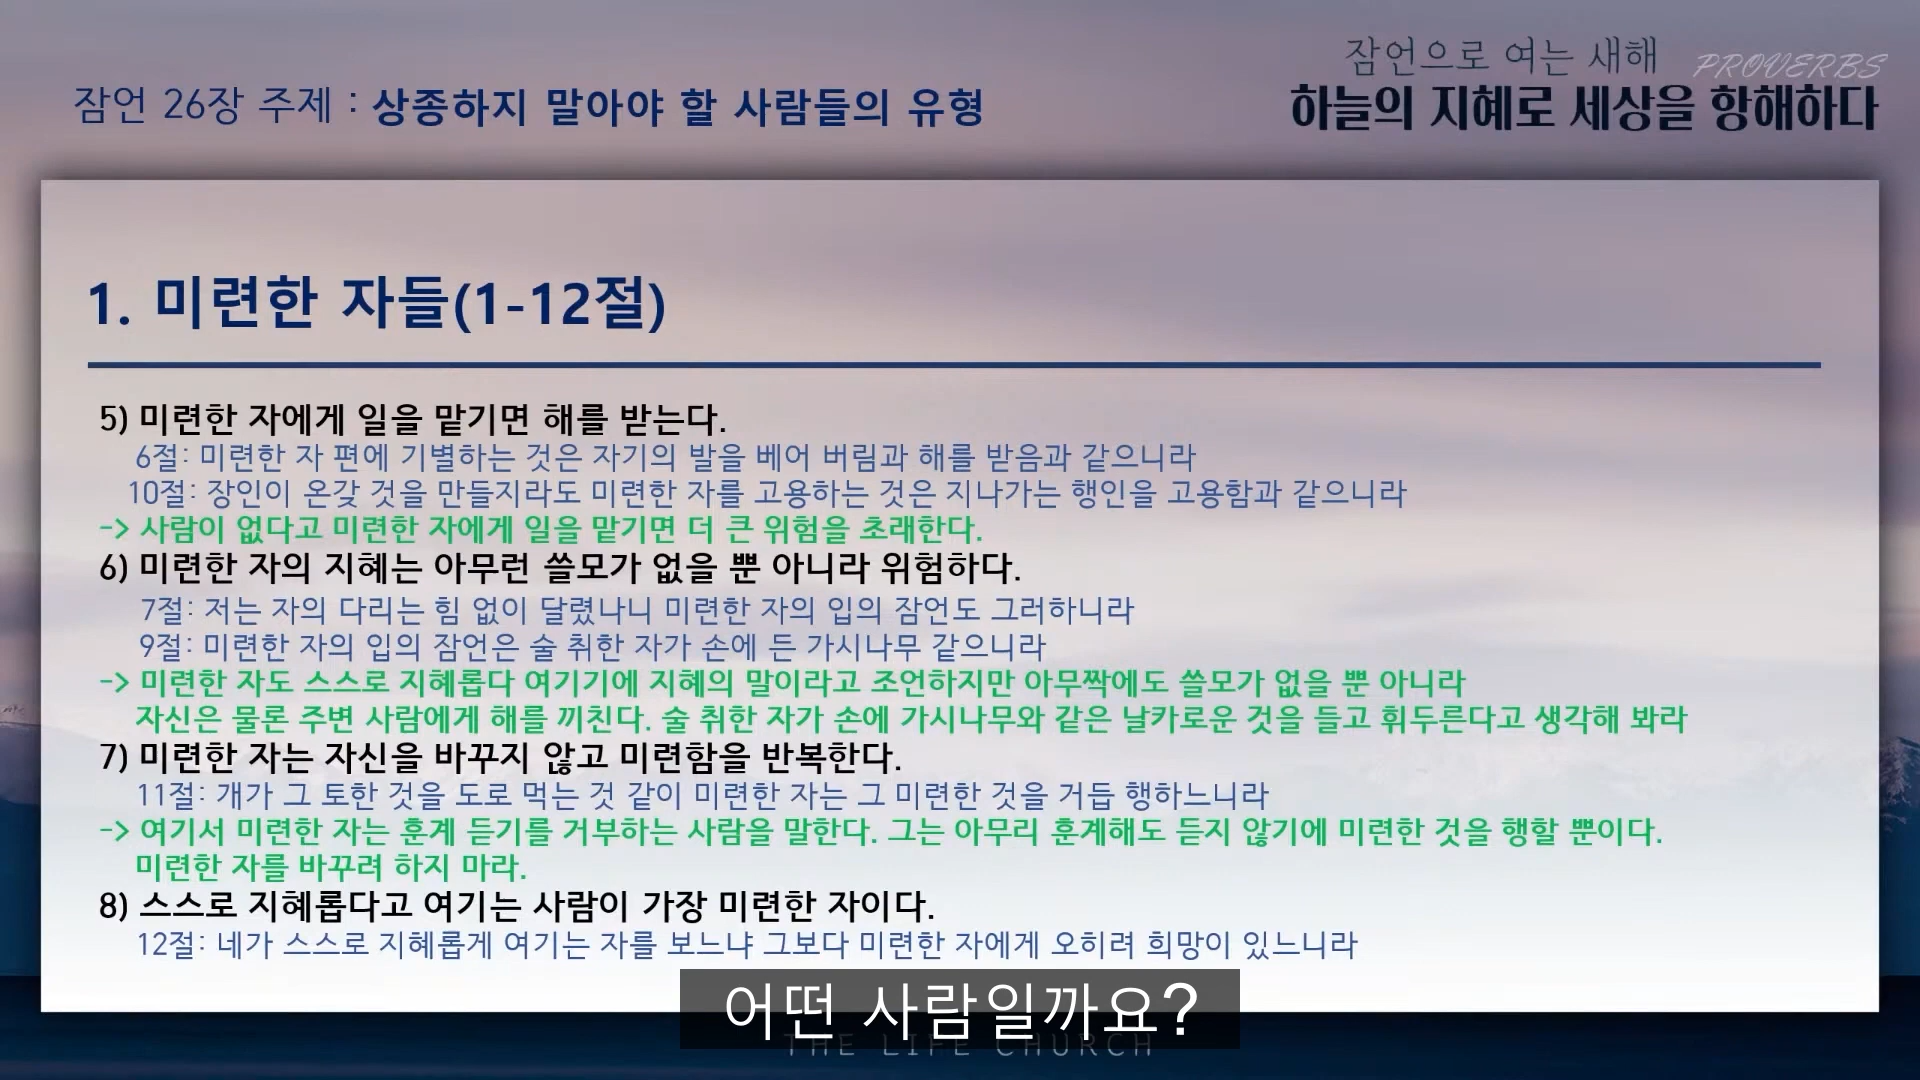 잠언으로 여는 새해 PROVERBS
잠언 26장 주제 : 상종하지 말아야 할 사람들의 유형
하늘의 지혜로 세상을 항해하다
1. 미련한 자들(1-12절)
5) 미련한 자에게 일을 맡기면 해를 받는다.
6절: 미련한 자 편에 기별하는 것은 자기의 발을 베어 버림과 해를 받음과 같으니라
10절: 장인이 온갖 것을 만들지라도 미련한 자를 고용하는 것은 지나가는 행인을 고용함과 같으니라
-> 사람이 없다고 미련한 자에게 일을 맡기면 더 큰 위험을 초래한다.
6) 미련한 자의 지혜는 아무런 쓸모가 없을 뿐 아니라 위험하다.
7절: 저는 자의 다리는 힘 없이 달렸나니 미련한 자의 입의 잠언도 그러하니라
9절: 미련한 자의 입의 잠언은 술 취한 자가 손에 든 가시나무 같으니라
-> 미련한 자도 스스로 지혜롭다 여기기에 지혜의 말이라고 조언하지만 아무짝에도 쓸모가 없을 뿐 아니라
자신은 물론 주변 사람에게 해를 끼친다. 술 취한 자가 손에 가시나무와 같은 날카로운 것을 들고 휘두른다고 생각해 봐라
7) 미련한 자는 자신을 바꾸지 않고 미련함을 반복한다.
11절: 개가 그 토한 것을 도로 먹는 것 같이 미련한 자는 그 미련한 것을 거듭 행하느니라
-> 여기서 미련한 자는 훈계 듣기를 거부하는 사람을 말한다. 그는 아무리 훈계해도 듣지 않기에 미련한 것을 행할 뿐이다.
미련한 자를 바꾸려 하지 마라.
8) 스스로 지혜롭다고 여기는 사람이 가장 미련한 자이다.
12절: 네가 스스로 지혜롭게 여기는 자를 보느냐 그보다 미련한 자에게 오히려 희망이 있느니라
어떤 사람일까요?
THE LIFE CHURCH